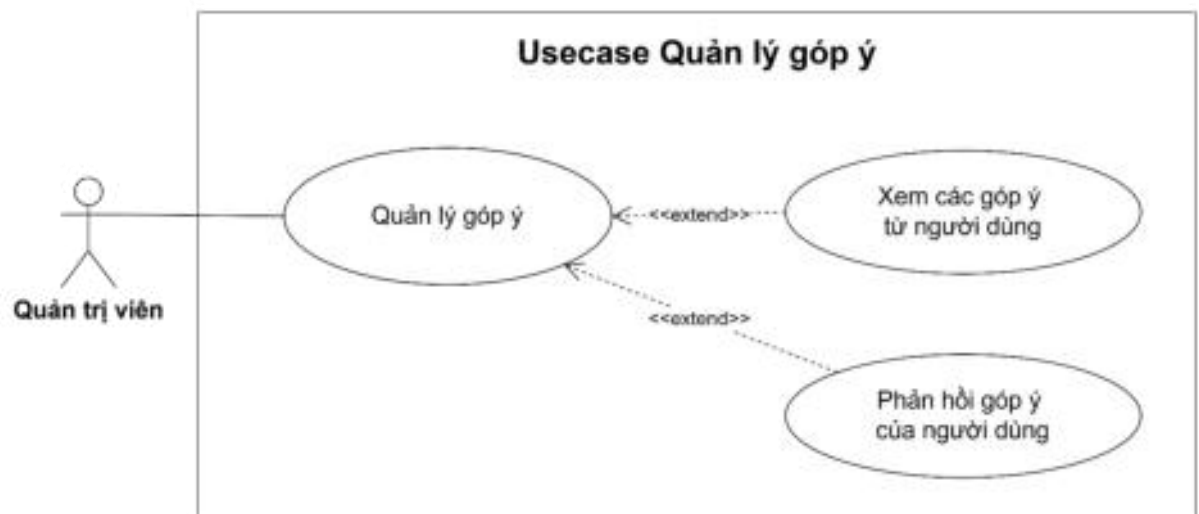 Usecase Quản lý góp ý
Quản lý góp ý
<<extend>>
Xem các góp ý
từ người dùng
Quản trị viên
<<extend>>
Phản hồi góp ý
của người dùng